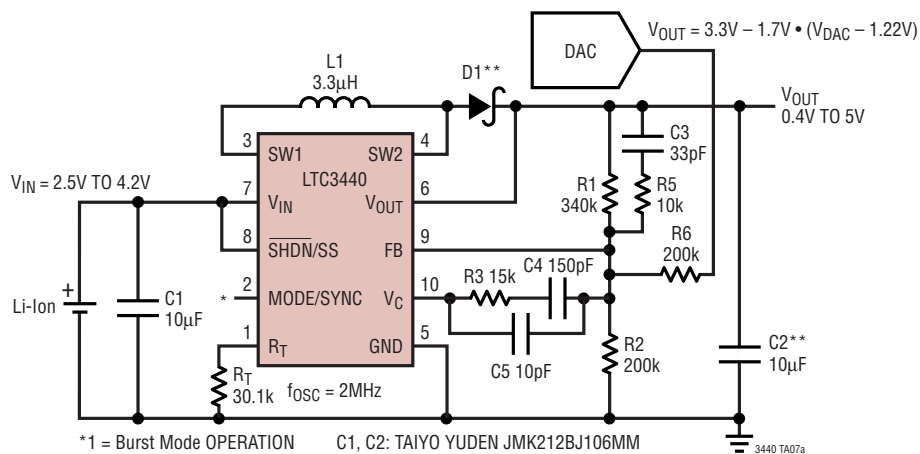 V_OUT = 3.3V – 1.7V • (V_DAC – 1.22V)
DAC
L1
3.3µH
D1**
V_OUT
0.4V TO 5V
3
4
SW1
SW2
C3
33pF
LTC3440
V_IN = 2.5V TO 4.2V
7
6
V_IN
V_OUT
R1
340k
R5
10k
8
9
SHDN/SS
FB
R6
200k
C4 150pF
2
10
R3 15k
*
MODE/SYNC
V_C
Li-Ion
+
C1
10µF
1
5
R_T
GND
C5 10pF
R2
200k
C2**
10µF
R_T
30.1k
f_OSC = 2MHz
*1 = Burst Mode OPERATION
C1, C2: TAIYO YUDEN JMK212BJ106MM
3440 TA07a